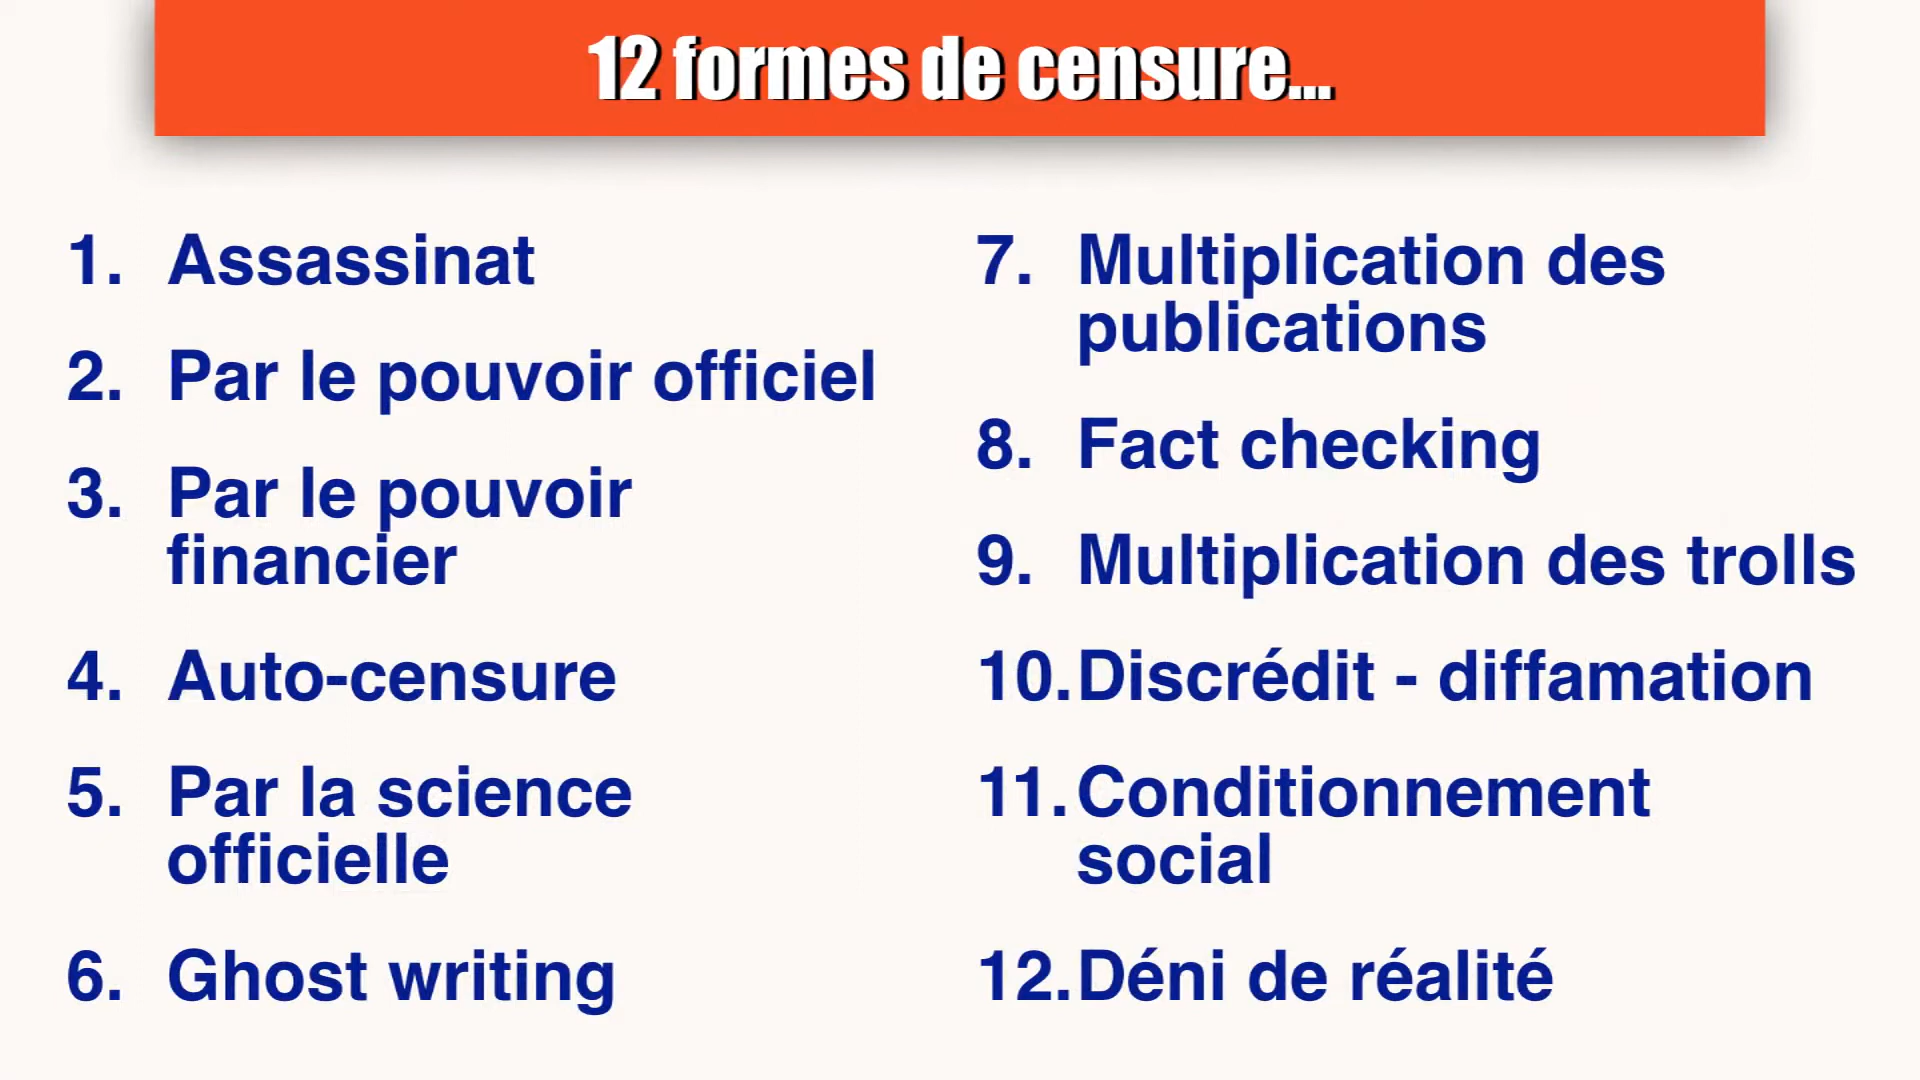 12 formes de censure...
1. Assassinat
2. Par le pouvoir officiel
3. Par le pouvoir
financier
4. Auto-censure
5. Par la science
officielle
6. Ghost writing
7. Multiplication des
publications
8. Fact checking
9. Multiplication des trolls
10. Discrédit - diffamation
11. Conditionnement
social
12. Déni de réalité